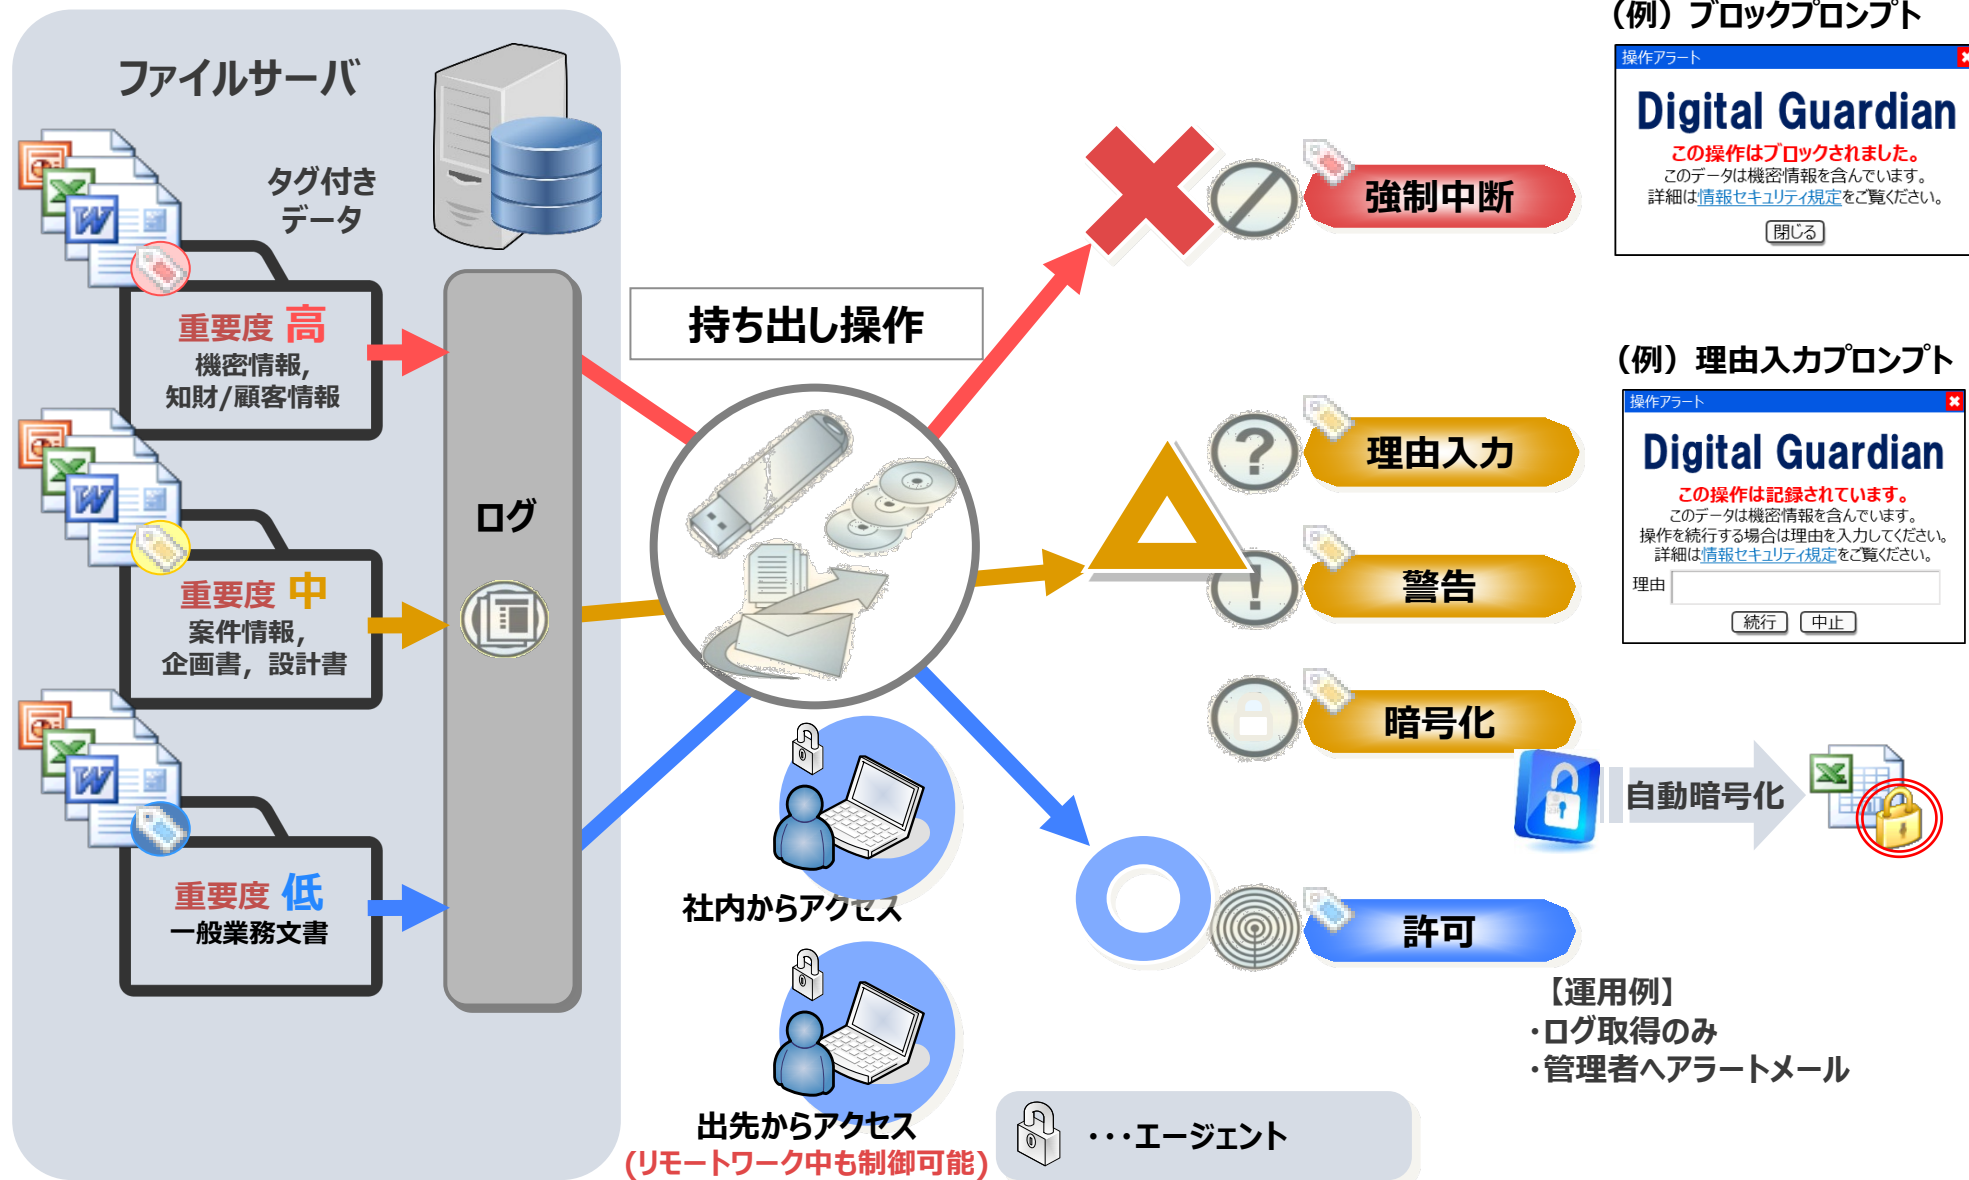 ファイルサーバ
タグ付き
データ
重要度 高
機密情報,
知財/顧客情報
重要度 中
案件情報,
企画書, 設計書
重要度 低
一般業務文書
ログ
持ち出し操作
社内からアクセス
出先からアクセス
(リモートワーク中も制御可能)
・・・エージェント
強制中断
理由入力
警告
暗号化
自動暗号化
許可
【運用例】
・ログ取得のみ
・管理者へアラートメール
(例) ブロックプロンプト
操作アラート
Digital Guardian
この操作はブロックされました。
このデータは機密情報を含んでいます。
詳細は情報セキュリティ規定をご覧ください。
閉じる
(例) 理由入力プロンプト
操作アラート
Digital Guardian
この操作は記録されています。
このデータは機密情報を含んでいます。
操作を続行する場合は理由を入力してください。
詳細は情報セキュリティ規定をご覧ください。
理由
続行 中止